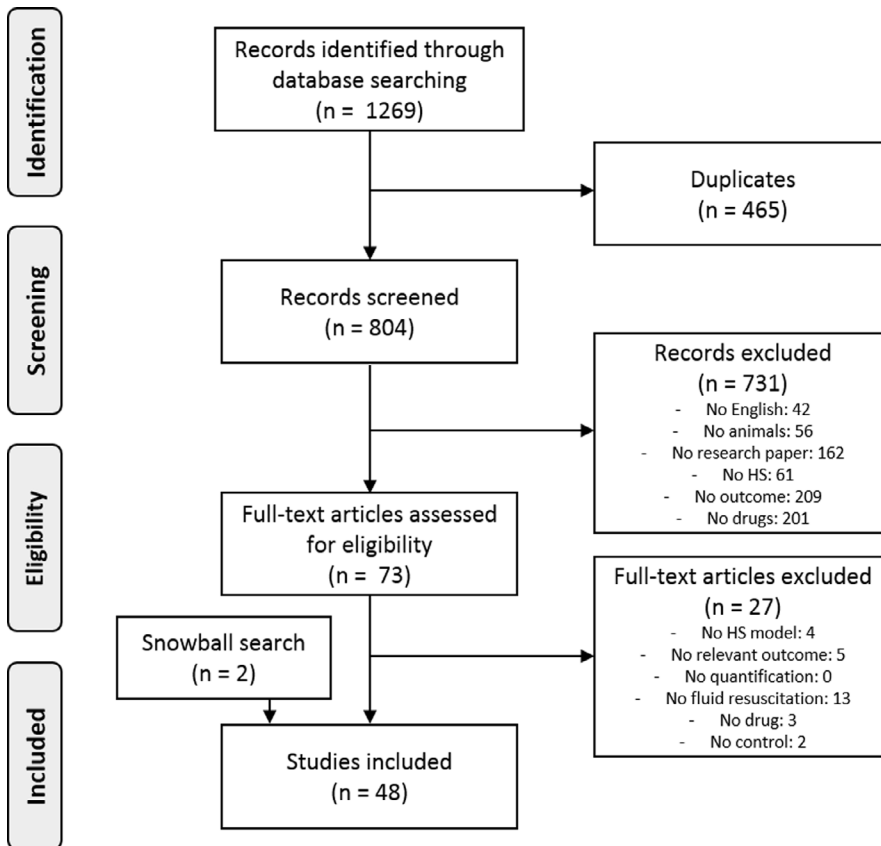 Identification
Records identified through
database searching
(n = 1269)
Duplicates
(n = 465)
Screening
Records screened
(n = 804)
Records excluded
(n = 731)
- No English: 42
- No animals: 56
- No research paper: 162
- No HS: 61
- No outcome: 209
- No drugs: 201
Eligibility
Full-text articles assessed
for eligibility
(n = 73)
Full-text articles excluded
(n = 27)
- No HS model: 4
- No relevant outcome: 5
- No quantification: 0
- No fluid resuscitation: 13
- No drug: 3
- No control: 2
Snowball search
(n = 2)
Included
Studies included
(n = 48)